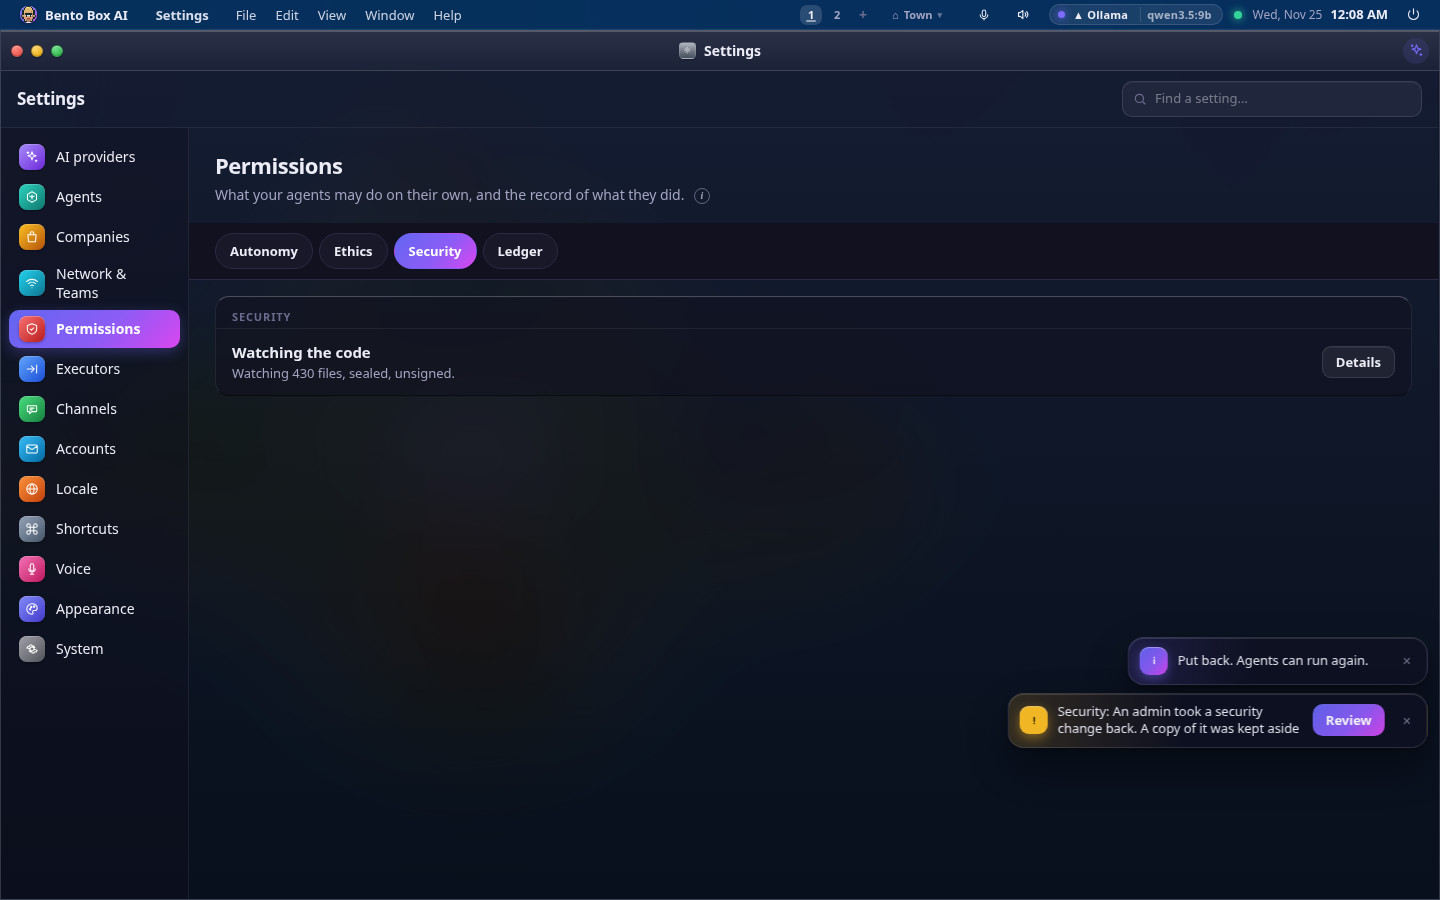 Bento Box AI Settings File Edit View Window Help 1 2 + Town Ollama qwen3.5:9b Wed, Nov 25 12:08 AM
Settings
Settings
Find a setting...
AI providers
Agents
Companies
Network &
Teams
Permissions
Executors
Channels
Accounts
Locale
Shortcuts
Voice
Appearance
System
Permissions
What your agents may do on their own, and the record of what they did.
Autonomy Ethics Security Ledger
SECURITY
Watching the code
Watching 430 files, sealed, unsigned.
Details
Put back. Agents can run again.
Security: An admin took a security
change back. A copy of it was kept aside
Review